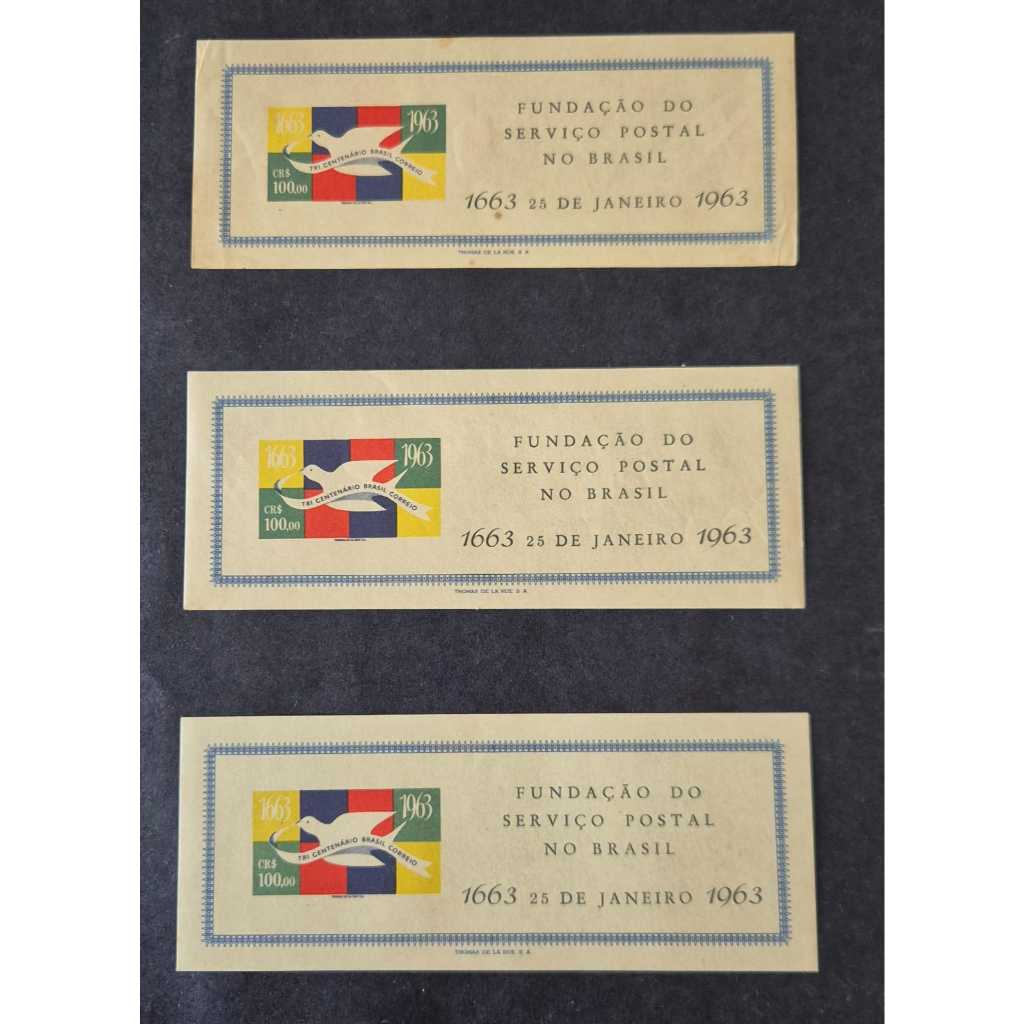 1663 1963
FUNDAÇÃO DO
SERVIÇO POSTAL
NO BRASIL
TRI CENTENÁRIO BRASIL CORREIO
CR$
100,00
1663 25 DE JANEIRO 1963
THOMAS DE LA RUE S A
1663 1963
FUNDAÇÃO DO
SERVIÇO POSTAL
NO BRASIL
TRI CENTENÁRIO BRASIL CORREIO
CR$
100,00
1663 25 DE JANEIRO 1963
THOMAS DE LA RUE S A
1663 1963
FUNDAÇÃO DO
SERVIÇO POSTAL
NO BRASIL
TRI CENTENÁRIO BRASIL CORREIO
CR$
100,00
1663 25 DE JANEIRO 1963
THOMAS DE LA RUE S A